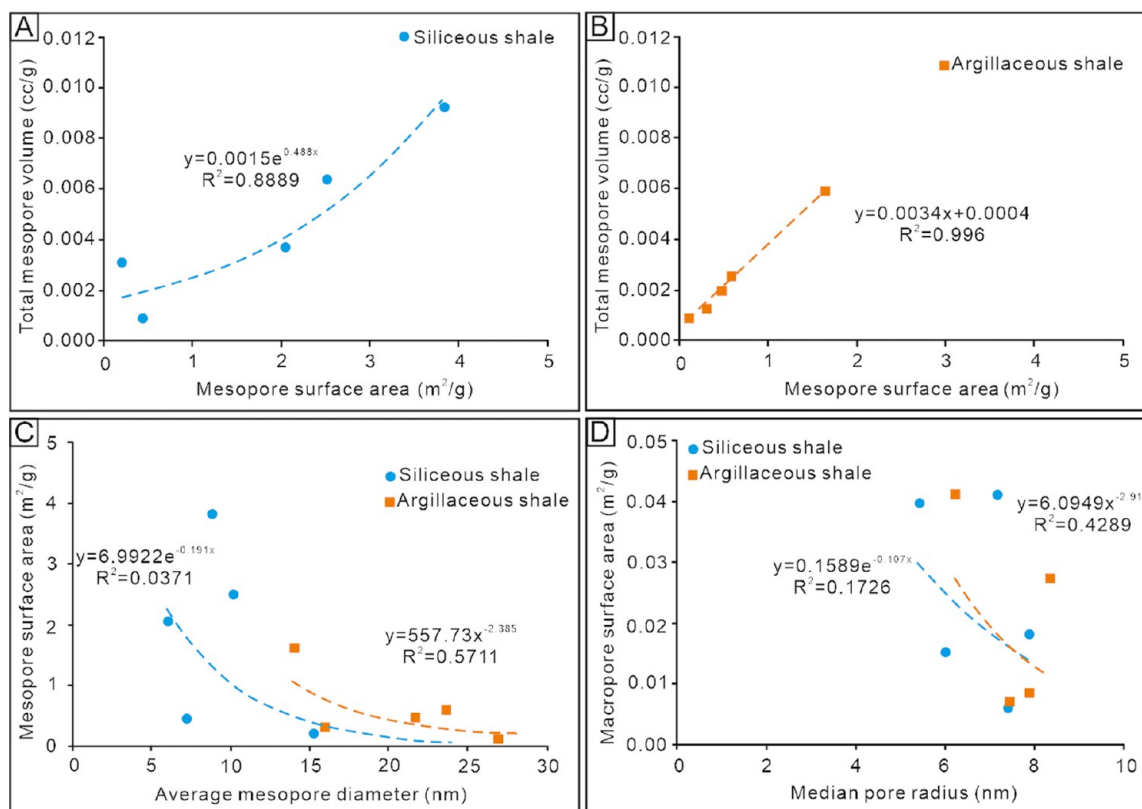 A
Siliceous shale
Total mesopore volume (cc/g)
0.012
0.010
0.008
0.006
0.004
0.002
0.000
y=0.0015e^0.488x
R²=0.8889
0 1 2 3 4 5
Mesopore surface area (m²/g)
B
Argillaceous shale
Total mesopore volume (cc/g)
0.012
0.010
0.008
0.006
0.004
0.002
0.000
y=0.0034x+0.0004
R²=0.996
0 1 2 3 4 5
Mesopore surface area (m²/g)
C
Siliceous shale
Argillaceous shale
Mesopore surface area (m²/g)
5
4
3
2
1
0
y=6.9922e^-0.191x
R²=0.0371
y=557.73x^-2.385
R²=0.5711
0 5 10 15 20 25 30
Average mesopore diameter (nm)
D
Siliceous shale
Argillaceous shale
Macropore surface area (m²/g)
0.05
0.04
0.03
0.02
0.01
0.00
y=6.0949x^-2.91
R²=0.4289
y=0.1589e^-0.107x
R²=0.1726
0 2 4 6 8 10
Median pore radius (nm)